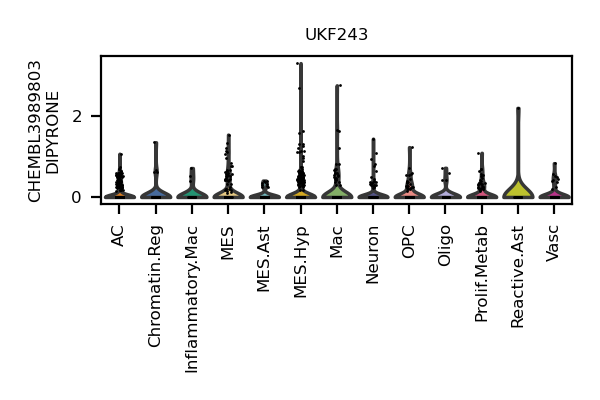 UKF243
CHEMBL3989803
DIPYRONE
2
0
AC
Chromatin.Reg
Inflammatory.Mac
MES
MES.Ast
MES.Hyp
Mac
Neuron
OPC
Oligo
Prolif.Metab
Reactive.Ast
Vasc